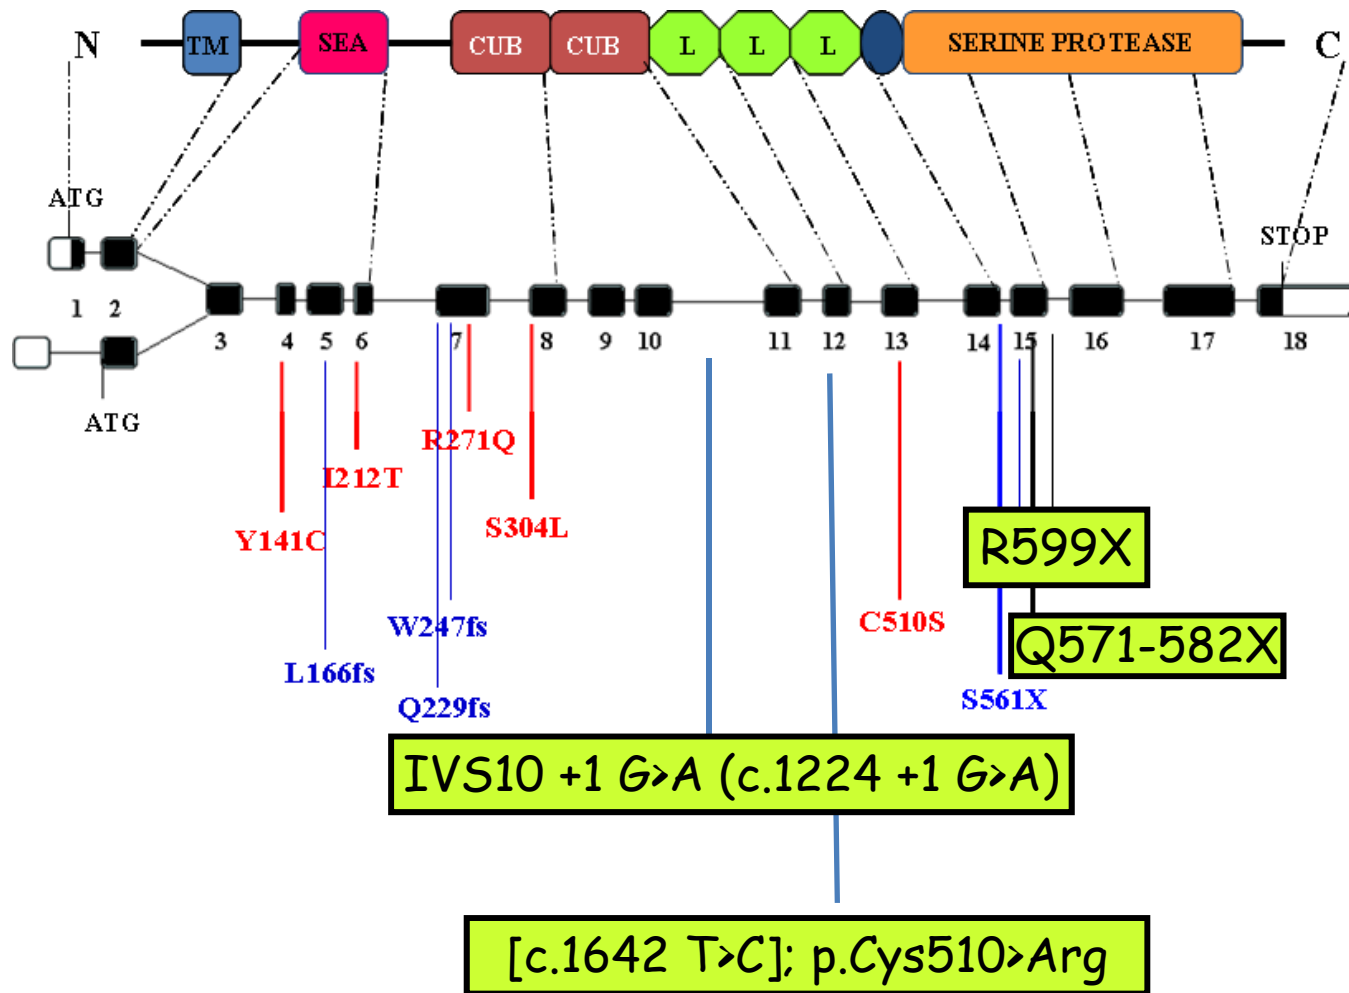 N TM SEA CUB CUB L L L SERINE PROTEASE C
ATG
STOP
1 2
3 4 5 6 7 8 9 10 11 12 13 14 15 16 17 18
ATG
R271Q
I212T
S304L
Y141C
R599X
C510S
W247fs
Q571-582X
L166fs
S561X
Q229fs
IVS10 +1 G>A (c.1224 +1 G>A)
[c.1642 T>C]; p.Cys510>Arg